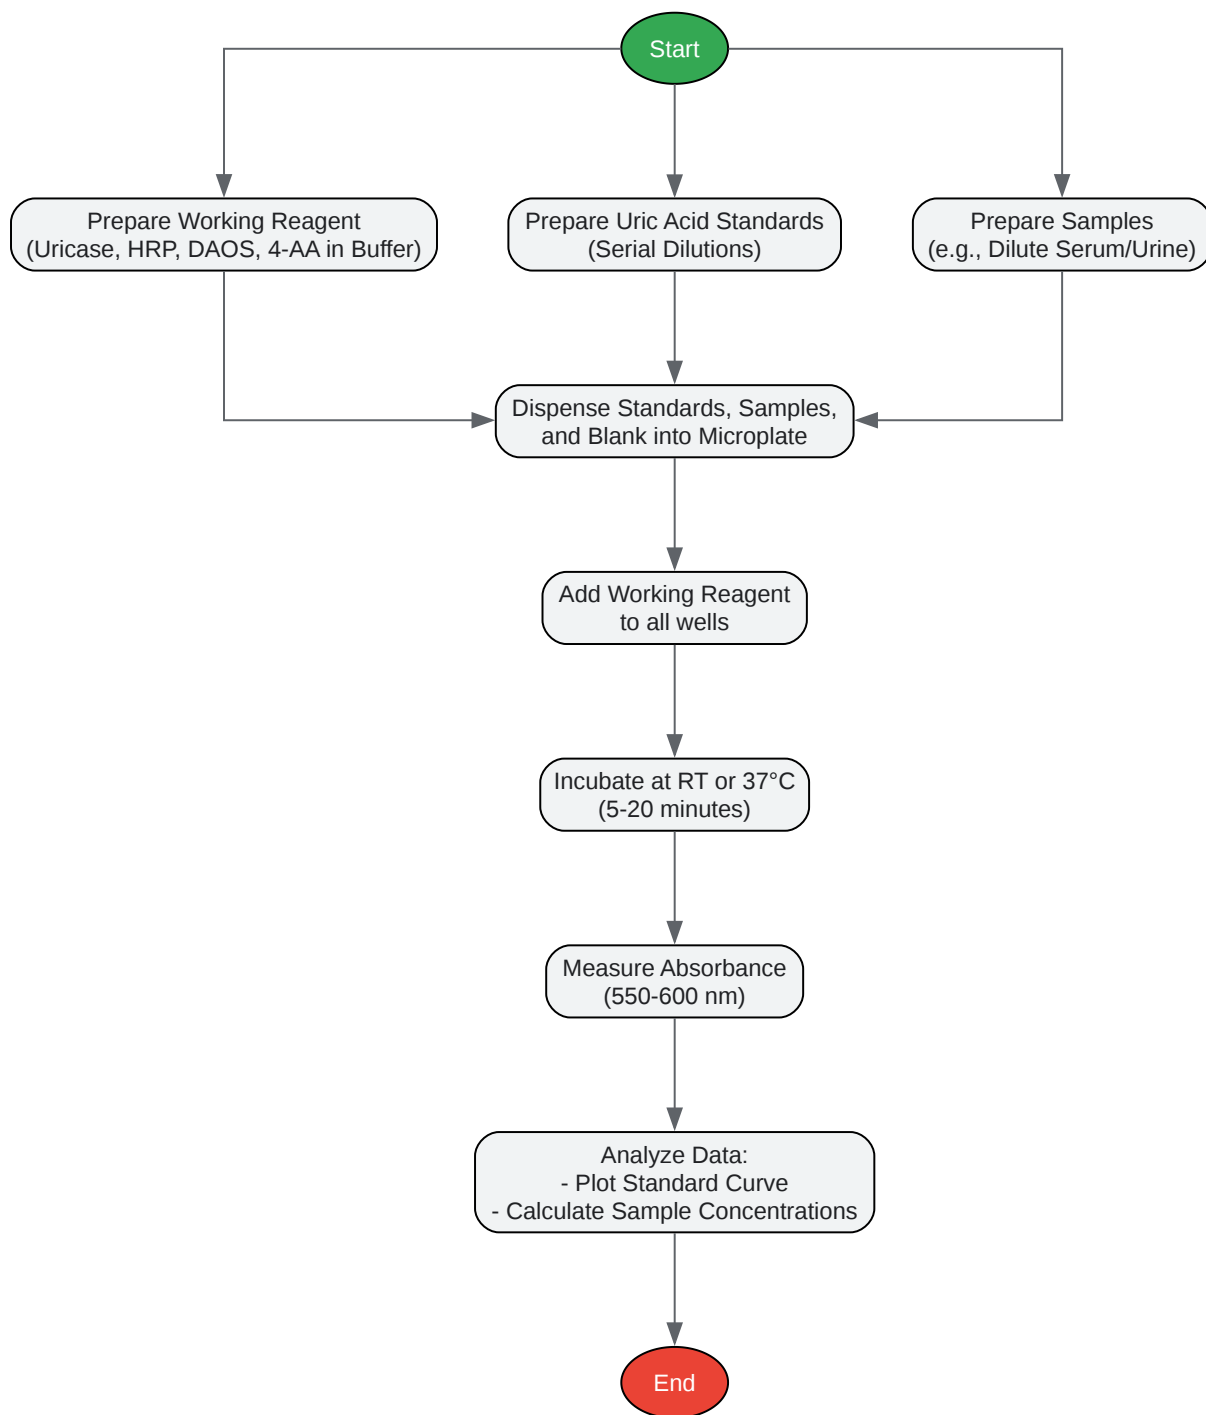 Start
Prepare Working Reagent
(Uricase, HRP, DAOS, 4-AA in Buffer)
Prepare Uric Acid Standards
(Serial Dilutions)
Prepare Samples
(e.g., Dilute Serum/Urine)
Dispense Standards, Samples,
and Blank into Microplate
Add Working Reagent
to all wells
Incubate at RT or 37°C
(5-20 minutes)
Measure Absorbance
(550-600 nm)
Analyze Data:
- Plot Standard Curve
- Calculate Sample Concentrations
End